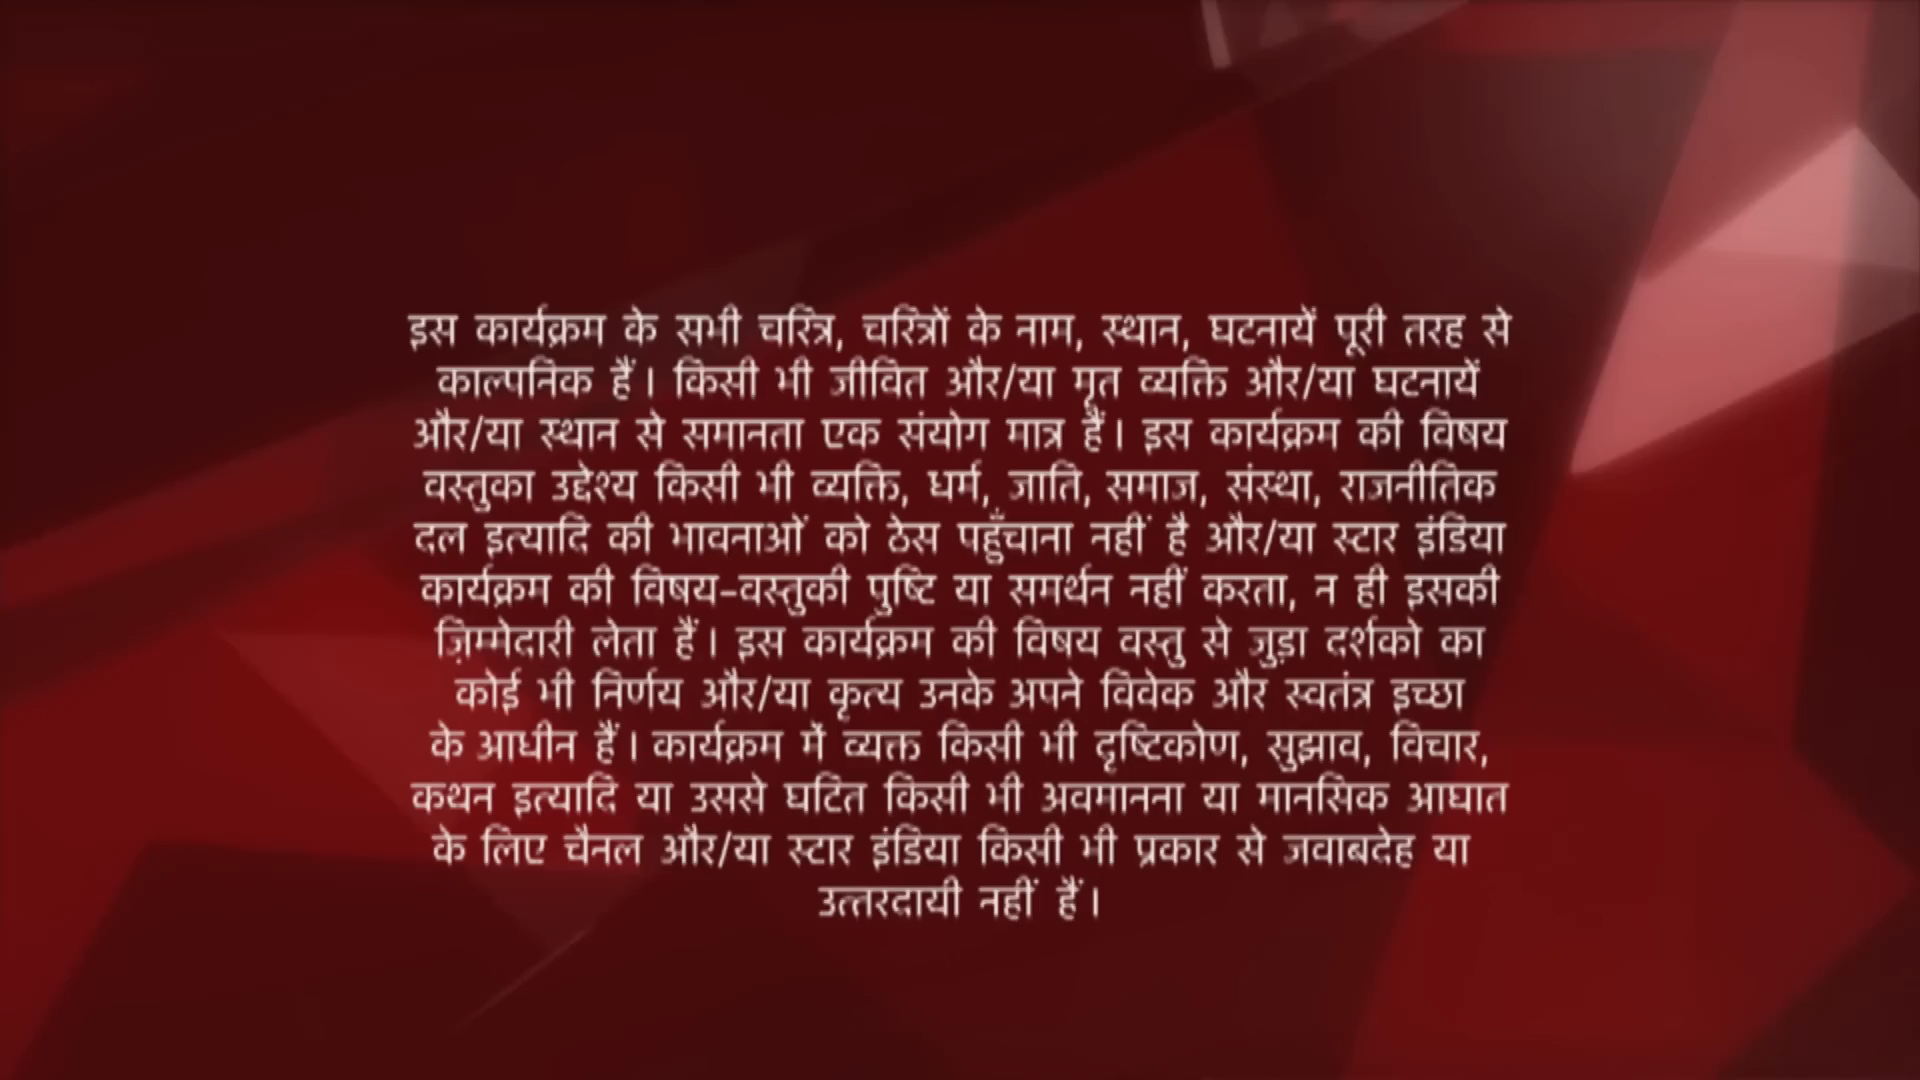 इस कार्यक्रम के सभी चरित्र, चरित्रों के नाम, स्थान, घटनायें पूरी तरह से
काल्पनिक हैं। किसी भी जीवित और/या मृत व्यक्ति और/या घटनायें
और/या स्थान से समानता एक संयोग मात्र हैं। इस कार्यक्रम की विषय
वस्तुका उद्देश्य किसी भी व्यक्ति, धर्म, जाति, समाज, संस्था, राजनीतिक
दल इत्यादि की भावनाओं को ठेस पहुँचाना नहीं है और/या स्टार इंडिया
कार्यक्रम की विषय-वस्तुकी पुष्टि या समर्थन नहीं करता, न ही इसकी
ज़िम्मेदारी लेता हैं। इस कार्यक्रम की विषय वस्तु से जुड़ा दर्शको का
कोई भी निर्णय और/या कृत्य उनके अपने विवेक और स्वतंत्र इच्छा
के आधीन हैं। कार्यक्रम में व्यक्त किसी भी दृष्टिकोण, सुझाव, विचार,
कथन इत्यादि या उससे घटित किसी भी अवमानना या मानसिक आघात
के लिए चैनल और/या स्टार इंडिया किसी भी प्रकार से जवाबदेह या
उत्तरदायी नहीं हैं।